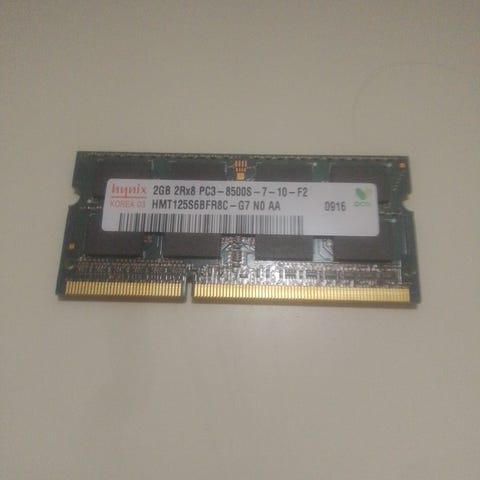 hynix 2GB 2Rx8 PC3-8500S-7-10-F2
KOREA 03 HMT125S6BFR8C-G7 N0 AA 0916